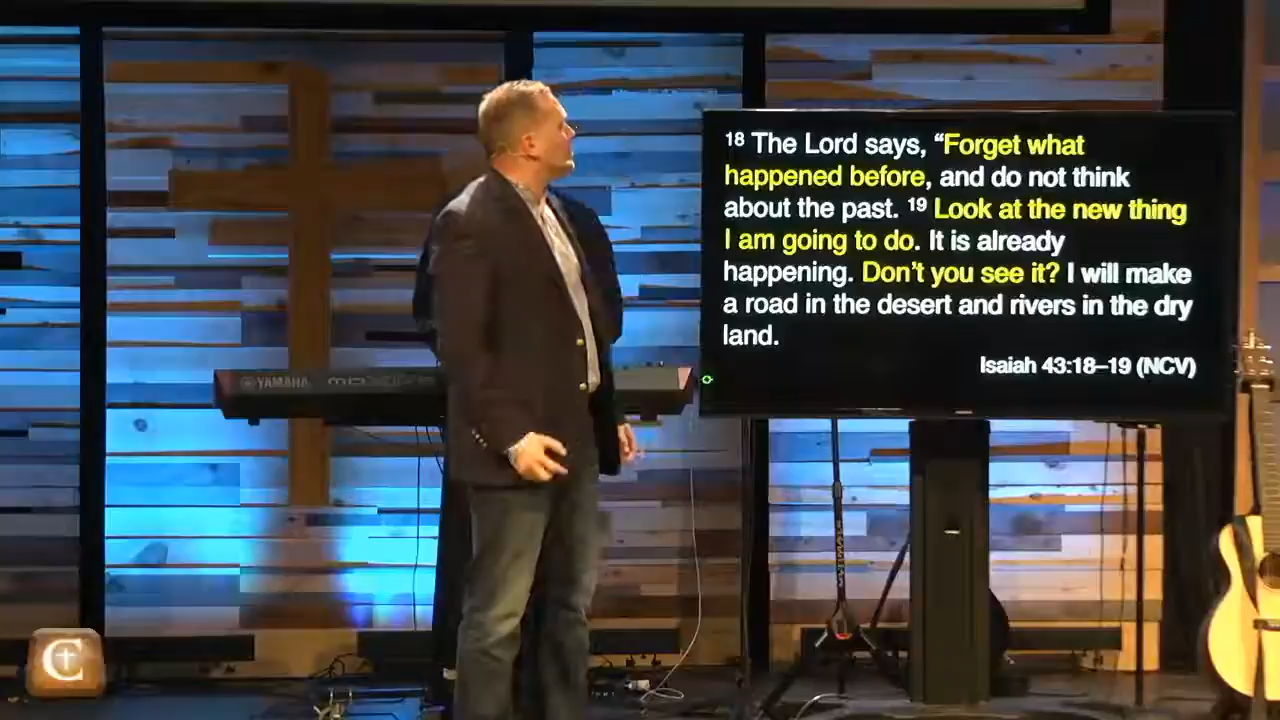 18 The Lord says, “Forget what
happened before, and do not think
about the past. 19 Look at the new thing
I am going to do. It is already
happening. Don’t you see it? I will make
a road in the desert and rivers in the dry
land.
Isaiah 43:18–19 (NCV)
YAMAHA
C